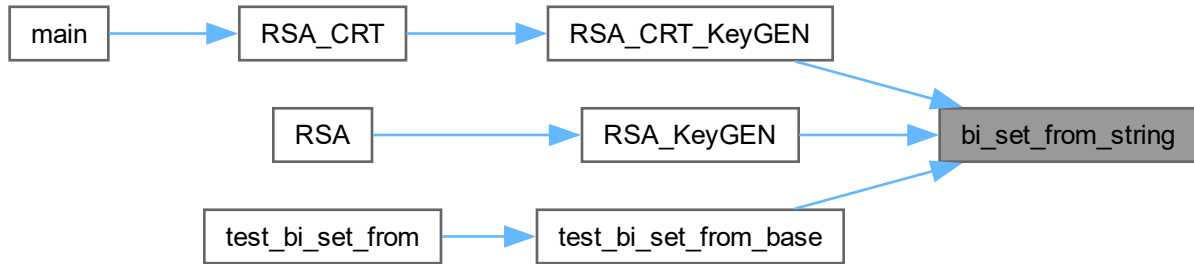 main
RSA_CRT
RSA_CRT_KeyGEN
RSA
RSA_KeyGEN
bi_set_from_string
test_bi_set_from
test_bi_set_from_base